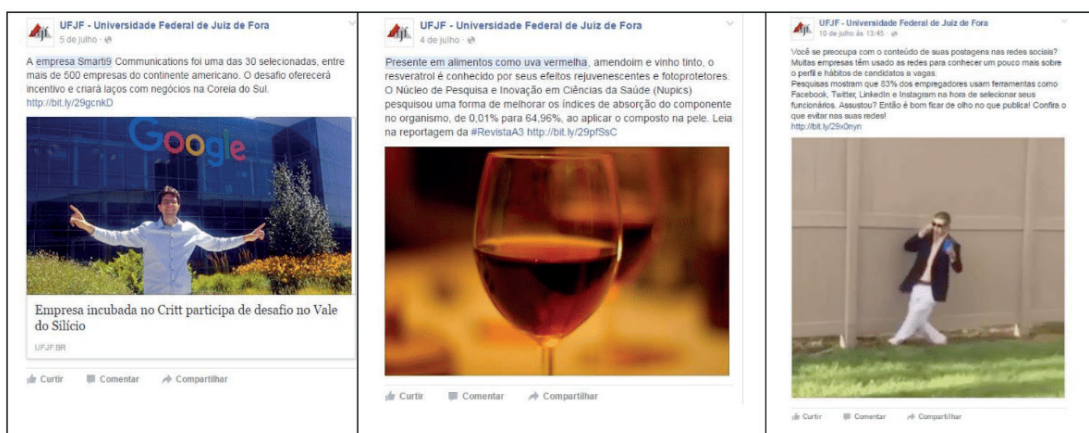 UFJF - Universidade Federal de Juiz de Fora
5 de julho ·
A empresa Smarti9 Communications foi uma das 30 selecionadas, entre
mais de 500 empresas do continente americano. O desafio oferecerá
incentivo e criará laços com negócios na Coreia do Sul.
http://bit.ly/29gcnkD
Google
Empresa incubada no Critt participa de desafio no Vale
do Silício
UFJF.BR
Curtir Comentar Compartilhar
UFJF - Universidade Federal de Juiz de Fora
4 de julho ·
Presente em alimentos como uva vermelha, amendoim e vinho tinto, o
resveratrol é conhecido por seus efeitos rejuvenescentes e fotoprotetores.
O Núcleo de Pesquisa e Inovação em Ciências da Saúde (Nupics)
pesquisou uma forma de melhorar os índices de absorção do componente
no organismo, de 0,01% para 64,96%, ao aplicar o composto na pele. Leia
na reportagem da #RevistaA3 http://bit.ly/29pfSsC
Curtir Comentar Compartilhar
UFJF - Universidade Federal de Juiz de Fora
10 de julho às 13:45 ·
Você se preocupa com o conteúdo de suas postagens nas redes sociais?
Muitas empresas têm usado as redes para conhecer um pouco mais sobre
o perfil e hábitos de candidatos a vagas.
Pesquisas mostram que 83% dos empregadores usam ferramentas como
Facebook, Twitter, LinkedIn e Instagram na hora de selecionar seus
funcionários. Assustou? Então é bom ficar de olho no que publica! Confira o
que evitar nas suas redes!
http://bit.ly/29x0nyn
Curtir Comentar Compartilhar